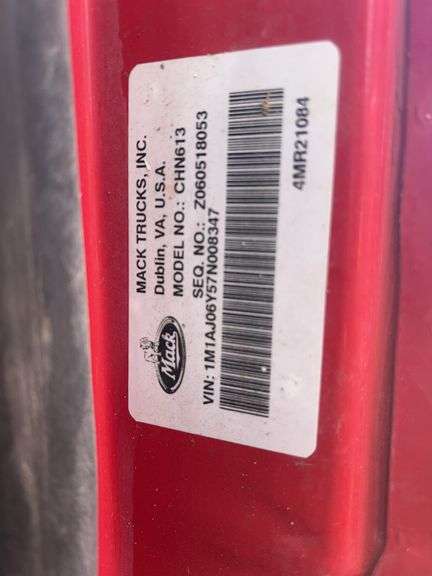 MACK TRUCKS, INC.
Dublin, VA, U.S.A.
MODEL NO.: CHN613
SEQ. NO.: Z060518053
Mack
VIN: 1M1AJ06Y57N008347
4MR21084